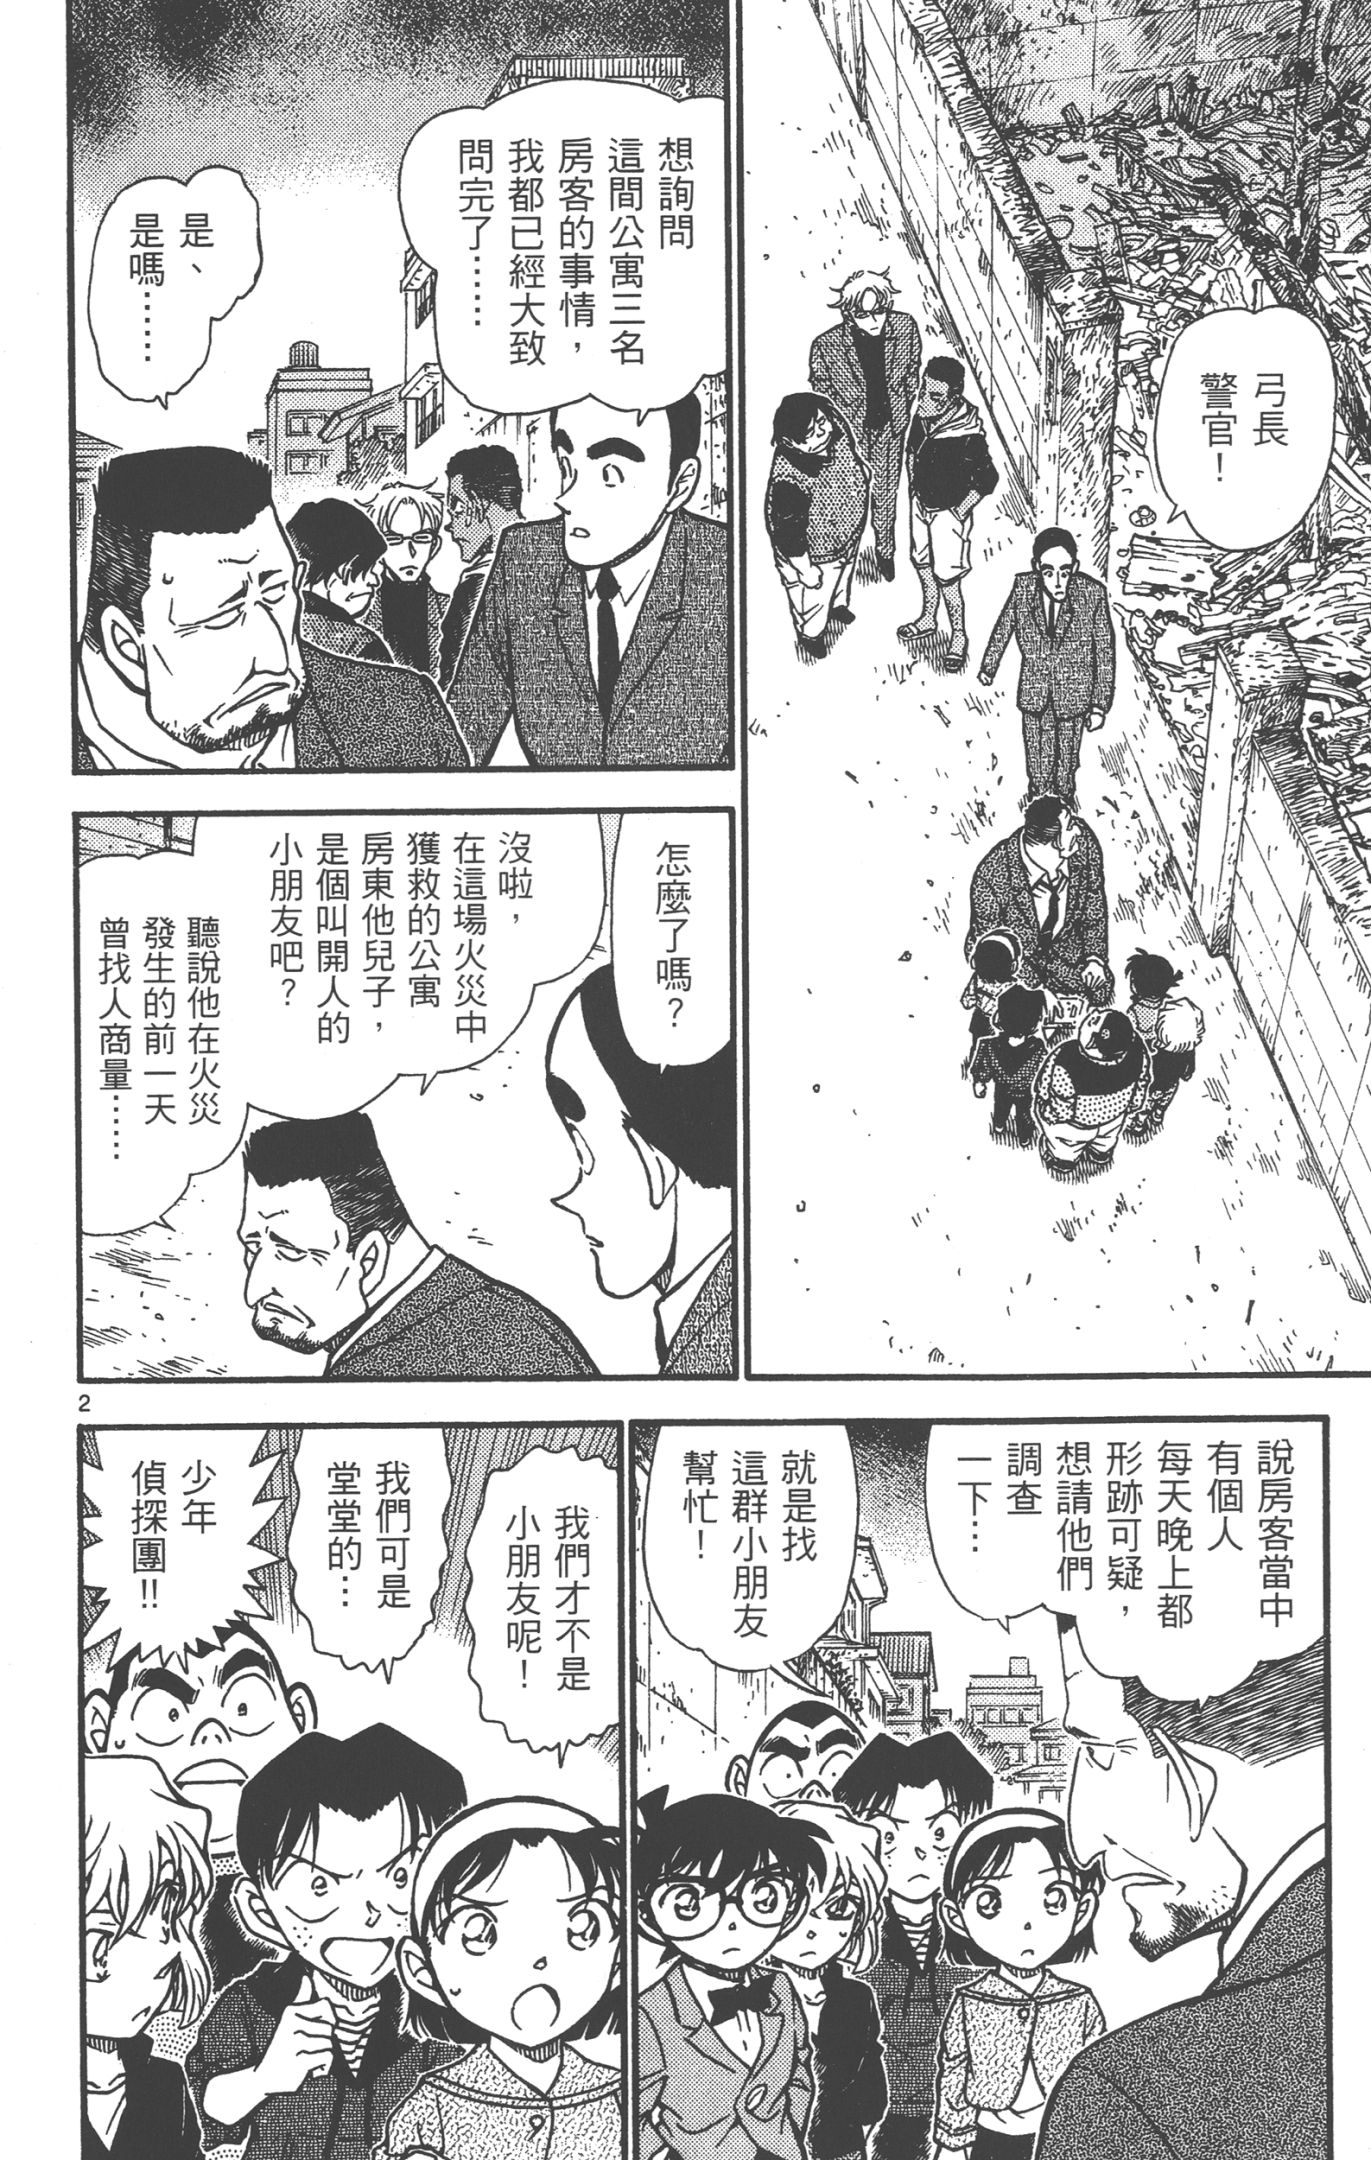 弓長
警官！
想詢問
這間公寓三名
房客的事情，
我都已經大致
問完了……
是、
是嗎……
怎麼了嗎？
沒啦，
在這場火災中
獲救的公寓
房東他兒子，
是個叫開人的
小朋友吧？
聽說他在火災
發生的前一天
曾找人商量……
說房客當中
有個人
每天晚上都
形跡可疑，
想請他們
調查
一下…
就是找
這群小朋友
幫忙！
我們才不是
小朋友呢！
我們可是
堂堂的…
少年
偵探團!!
2